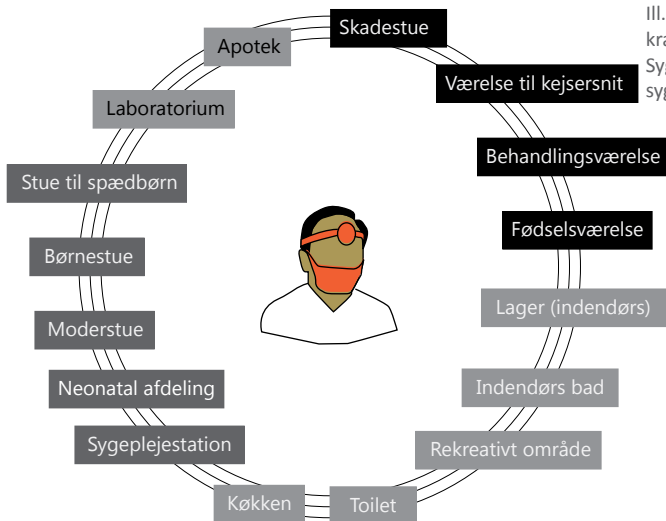 Skadestue
Værelse til kejsersnit
Behandlingsværelse
Fødselsværelse
Lager (indendørs)
Indendørs bad
Rekreativt område
Toilet
Køkken
Sygeplejestation
Neonatal afdeling
Moderstue
Børnestue
Stue til spædbørn
Laboratorium
Apotek
Ill.